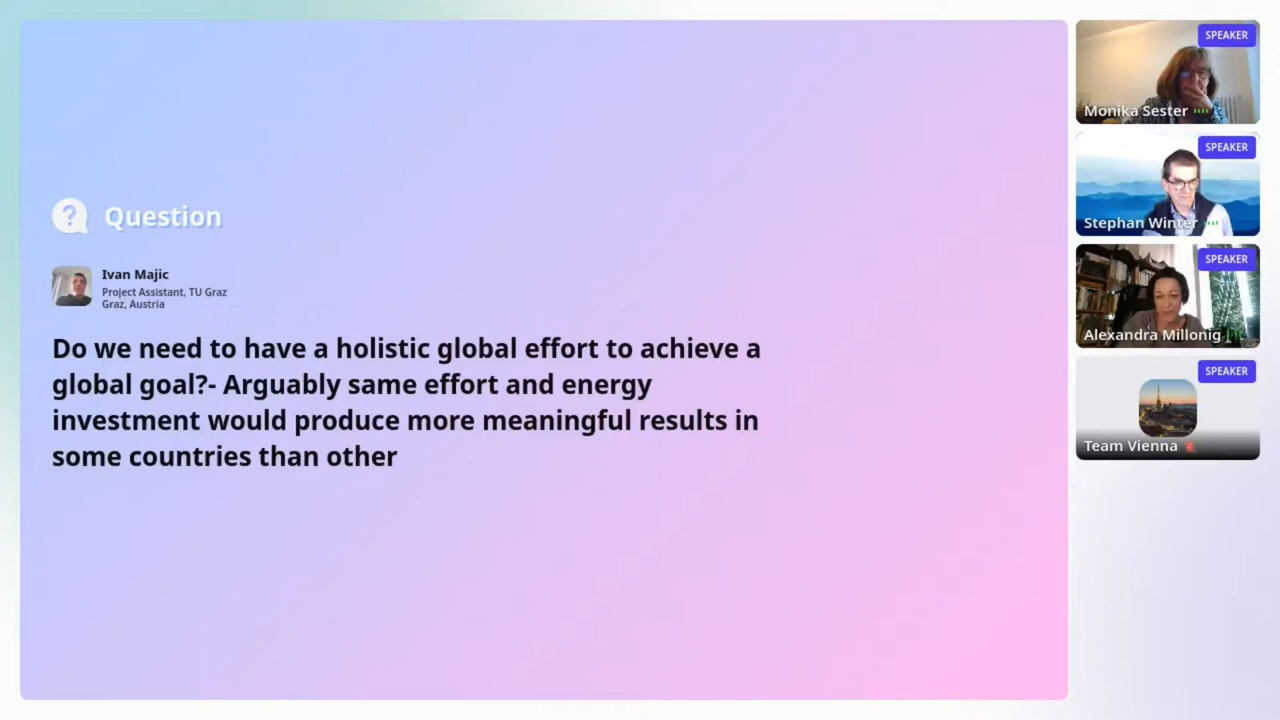 Question
Ivan Majic
Project Assistant, TU Graz
Graz, Austria
Do we need to have a holistic global effort to achieve a
global goal?- Arguably same effort and energy
investment would produce more meaningful results in
some countries than other
SPEAKER
Monika Sester
SPEAKER
Stephan Winter
SPEAKER
Alexandra Millonig
SPEAKER
Team Vienna